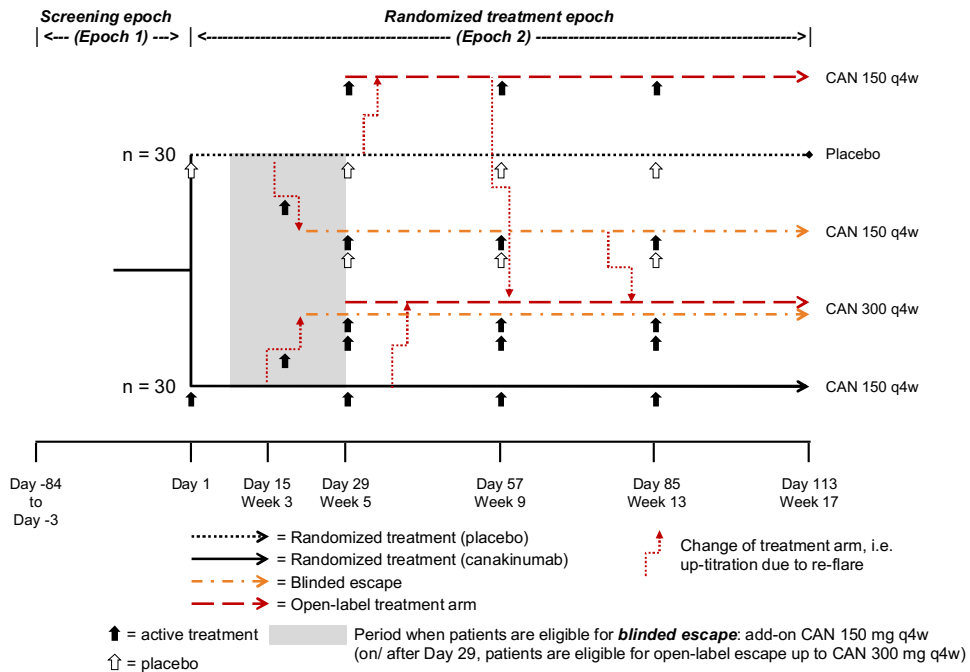 Screening epoch
Randomized treatment epoch
<--- (Epoch 1) --->
<---------------------------------------- (Epoch 2) ---------------------------------------->
CAN 150 q4w
n = 30
Placebo
CAN 150 q4w
CAN 300 q4w
n = 30
CAN 150 q4w
Day -84
to
Day -3
Day 1
Day 15
Week 3
Day 29
Week 5
Day 57
Week 9
Day 85
Week 13
Day 113
Week 17
= Randomized treatment (placebo)
= Randomized treatment (canakinumab)
= Blinded escape
= Open-label treatment arm
Change of treatment arm, i.e.
up-titration due to re-flare
= active treatment
= placebo
Period when patients are eligible for blinded escape: add-on CAN 150 mg q4w
(on/ after Day 29, patients are eligible for open-label escape up to CAN 300 mg q4w)